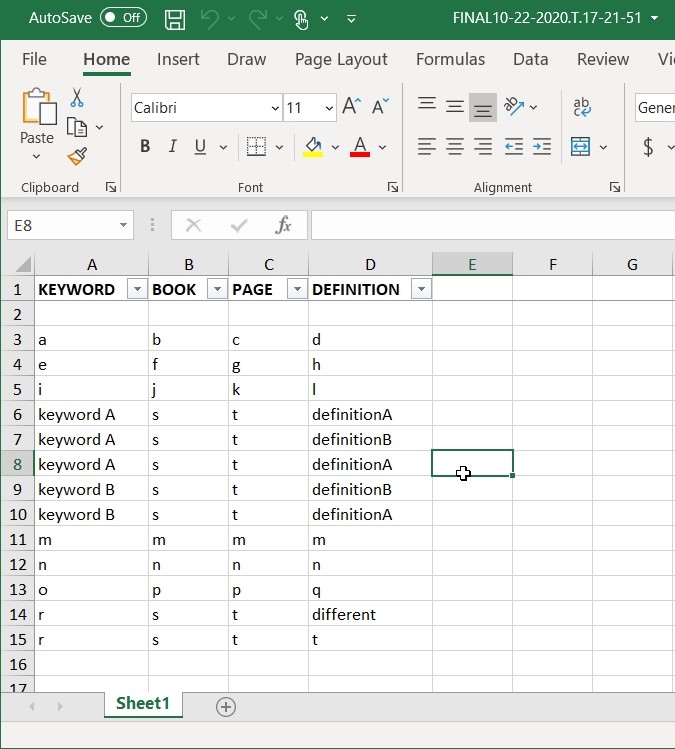 AutoSave Off FINAL10-22-2020.T.17-21-51
File Home Insert Draw Page Layout Formulas Data Review
Paste Calibri 11 A A ab
B I U A $
Clipboard Font Alignment
E8 fx
A B C D E F G
1 KEYWORD BOOK PAGE DEFINITION
2
3 a b c d
4 e f g h
5 i j k l
6 keyword A s t definitionA
7 keyword A s t definitionB
8 keyword A s t definitionA
9 keyword B s t definitionB
10 keyword B s t definitionA
11 m m m m
12 n n n n
13 o p p q
14 r s t different
15 r s t t
16
17
Sheet1